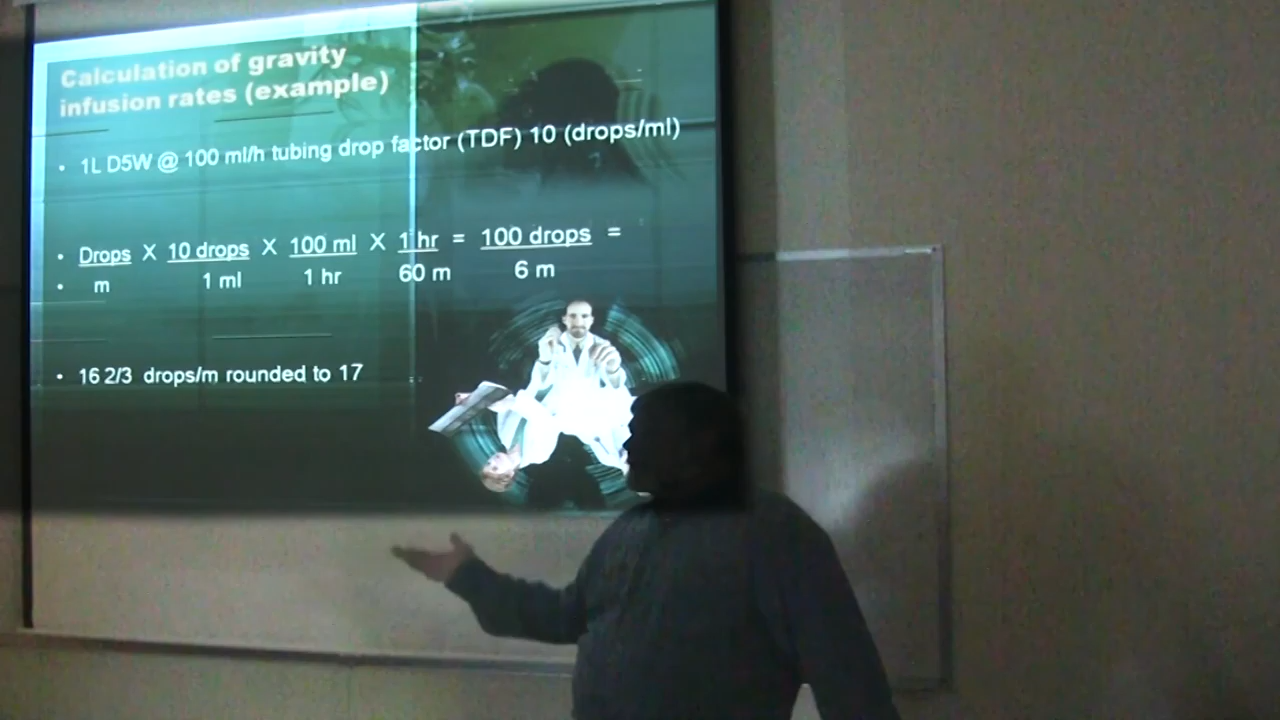 Calculation of gravity
infusion rates (example)
• 1L D5W @ 100 ml/h tubing drop factor (TDF) 10 (drops/ml)
• Drops X 10 drops X 100 ml X 1 hr = 100 drops =
• m 1 ml 1 hr 60 m 6 m
• 16 2/3 drops/m rounded to 17